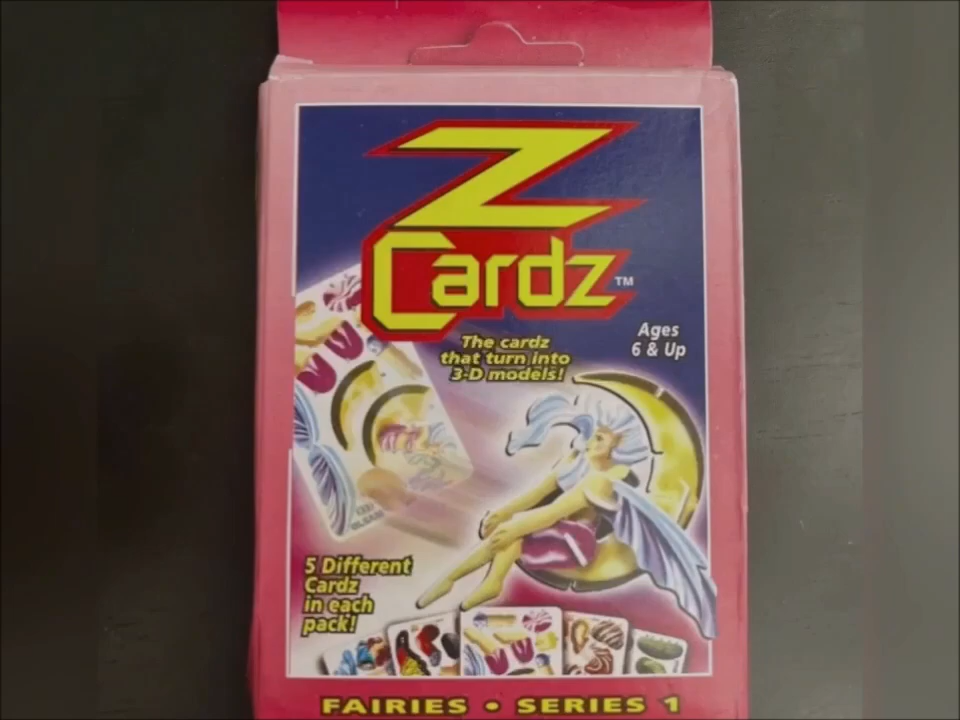 Z
Cardz™
The cardz
that turn into
3-D models!
Ages
6 & Up
5 Different
Cardz
in each
pack!
FAIRIES • SERIES 1